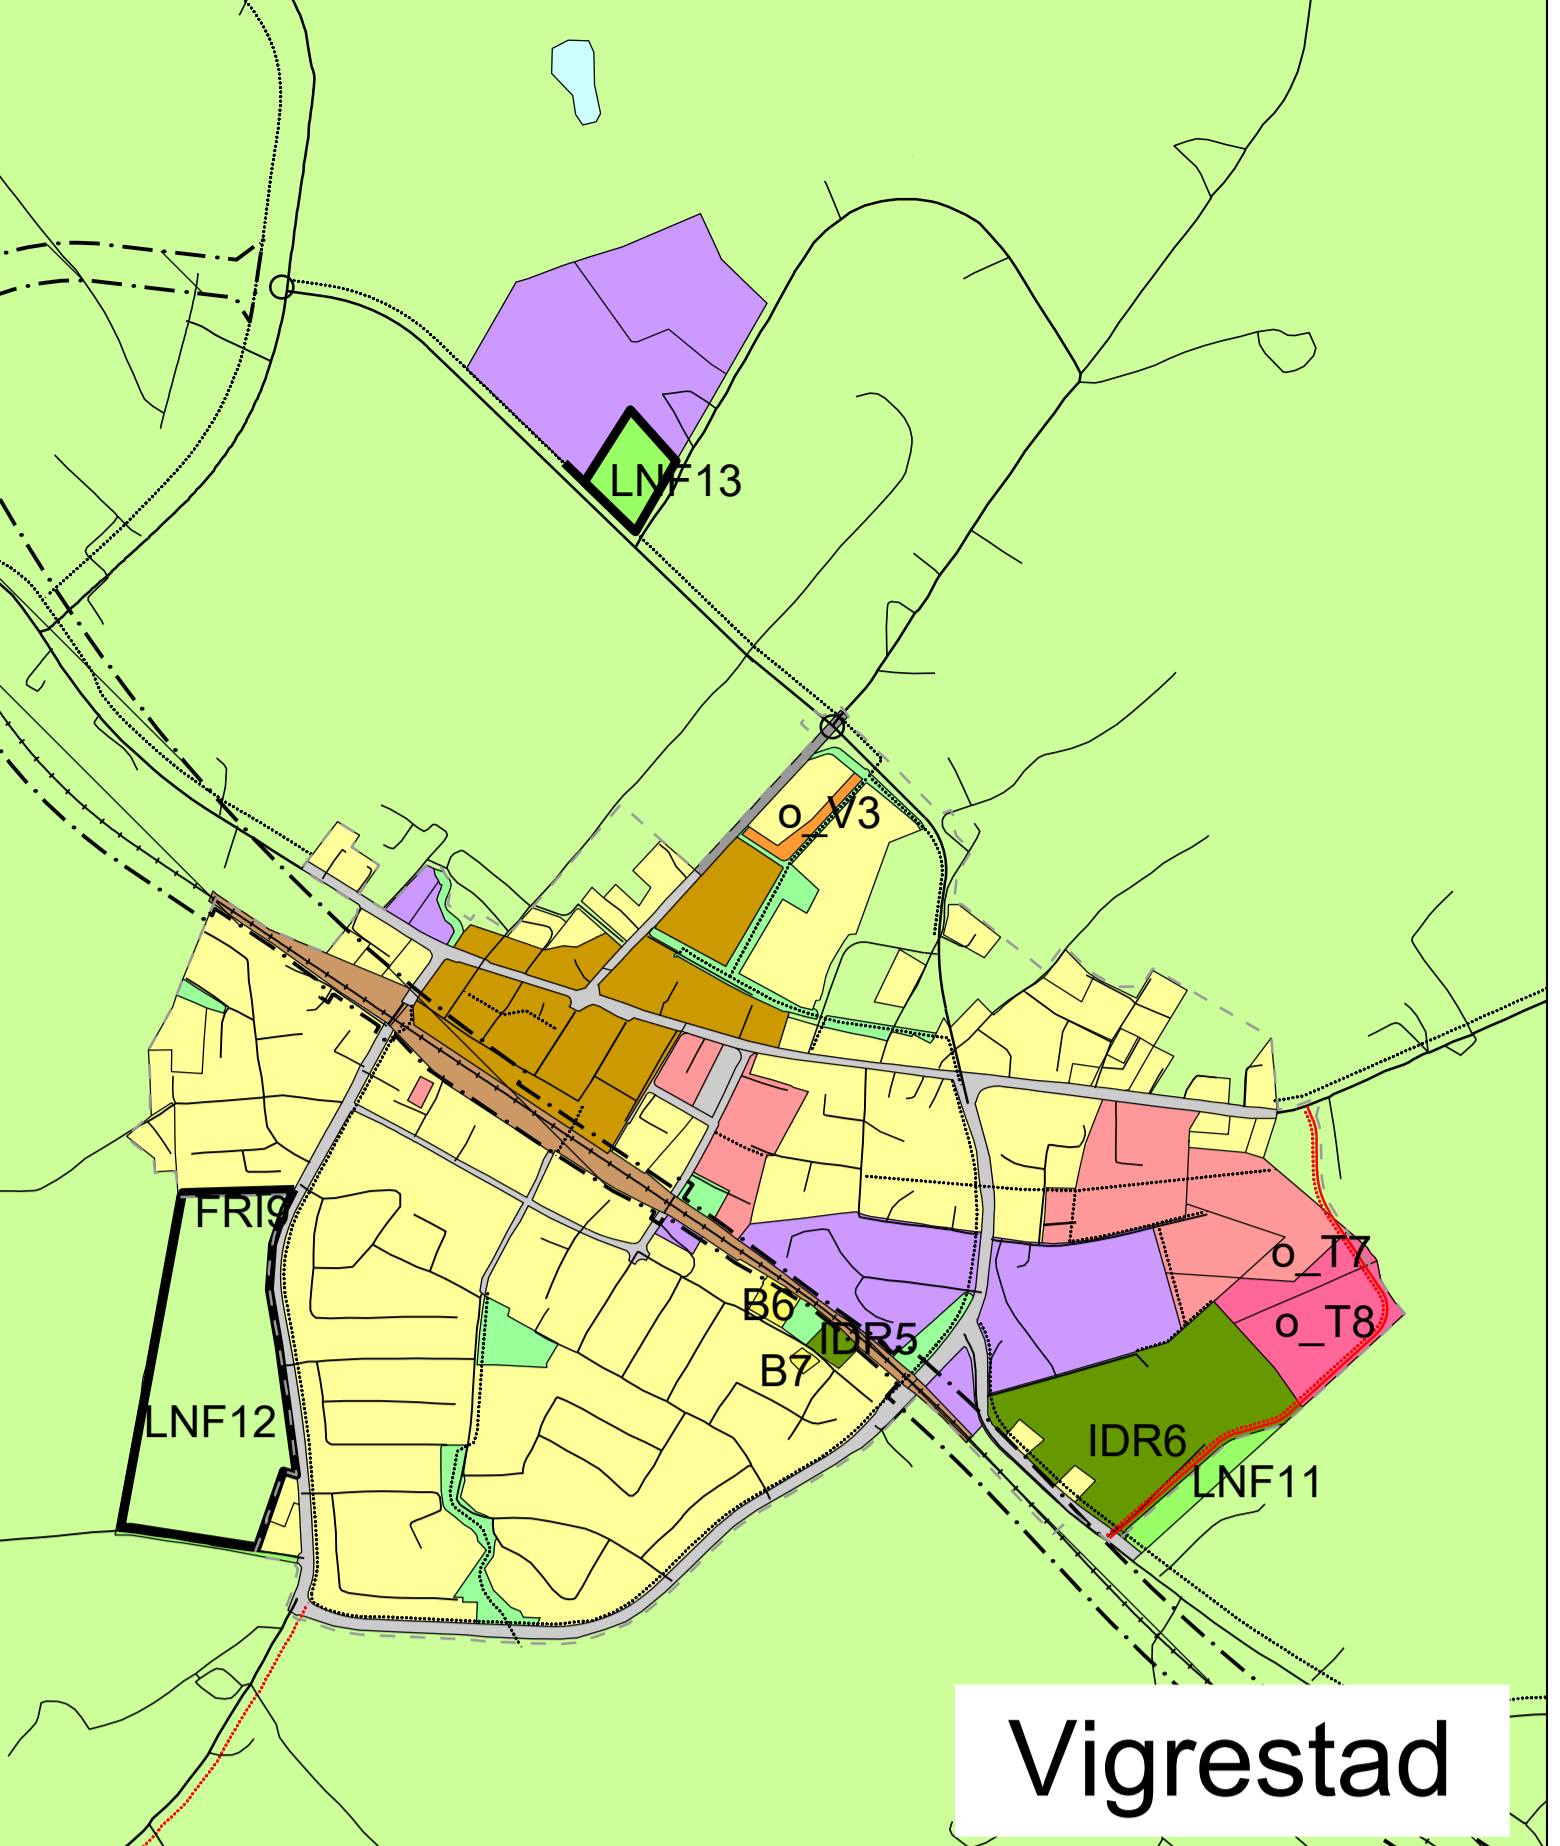 LNF13
o_V3
FRI9
o_T7
B6
o_T8
IDR5
B7
LNF12
IDR6
LNF11
Vigrestad